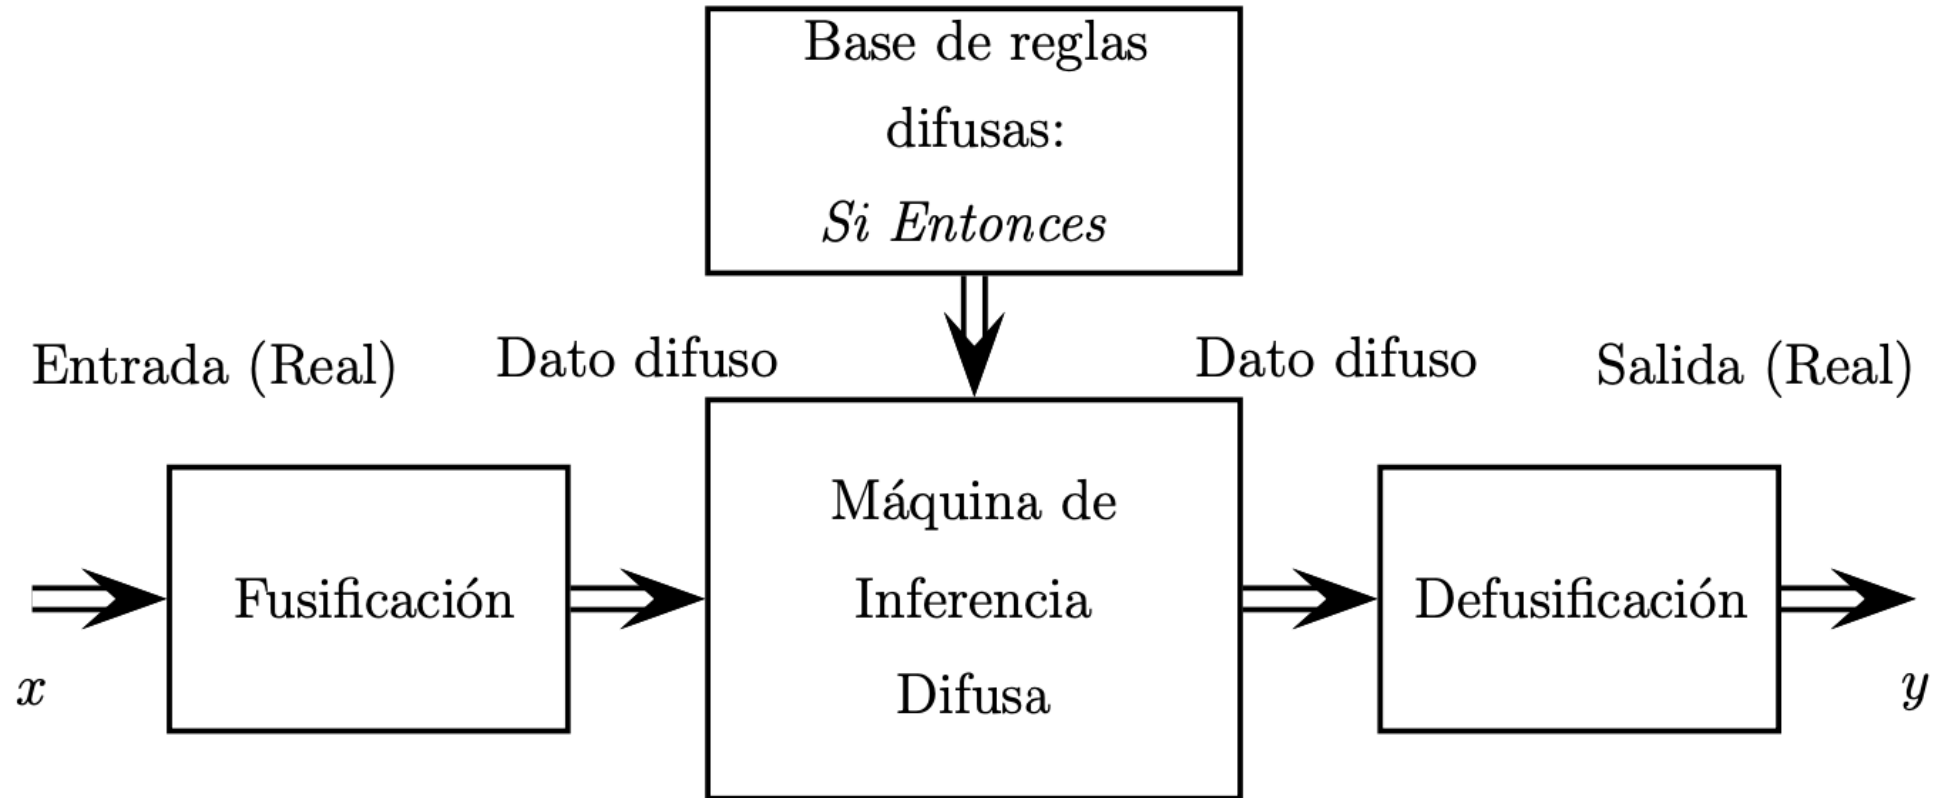 Base de reglas
difusas:
Si Entonces
Entrada (Real)
Dato difuso
Dato difuso
Salida (Real)
Fusificación
Máquina de
Inferencia
Difusa
Defusificación
x
y